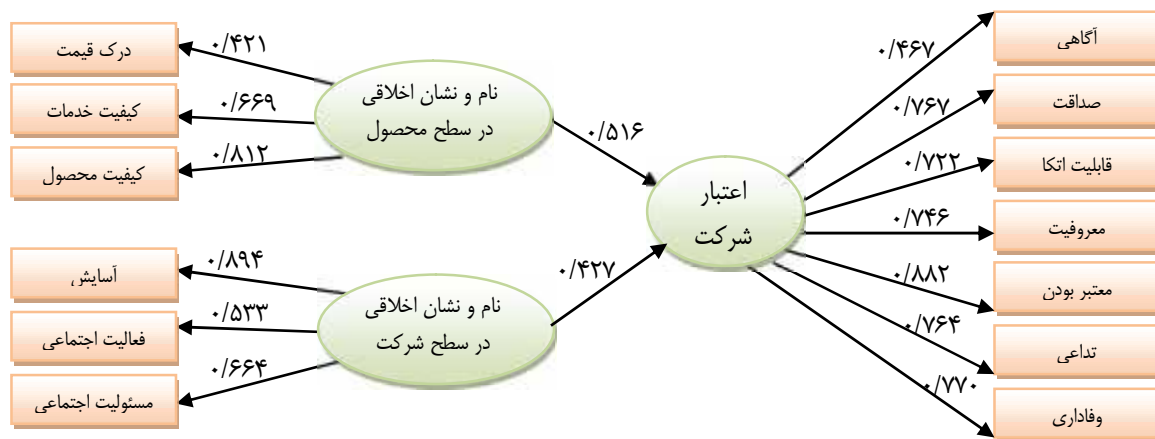 درک قیمت
۰/۴۲۱
کیفیت خدمات
۰/۶۶۹
کیفیت محصول
۰/۸۱۲
نام و نشان اخلاقی
در سطح محصول
۰/۵۱۶
آسایش
۰/۸۹۴
فعالیت اجتماعی
۰/۵۳۳
مسئولیت اجتماعی
۰/۶۶۴
نام و نشان اخلاقی
در سطح شرکت
۰/۴۲۷
اعتبار
شرکت
۰/۴۶۷
آگاهی
۰/۷۶۷
صداقت
۰/۷۲۲
قابلیت اتکا
۰/۷۴۶
معروفیت
۰/۸۸۲
معتبر بودن
۰/۷۶۴
تداعی
۰/۷۷۰
وفاداری